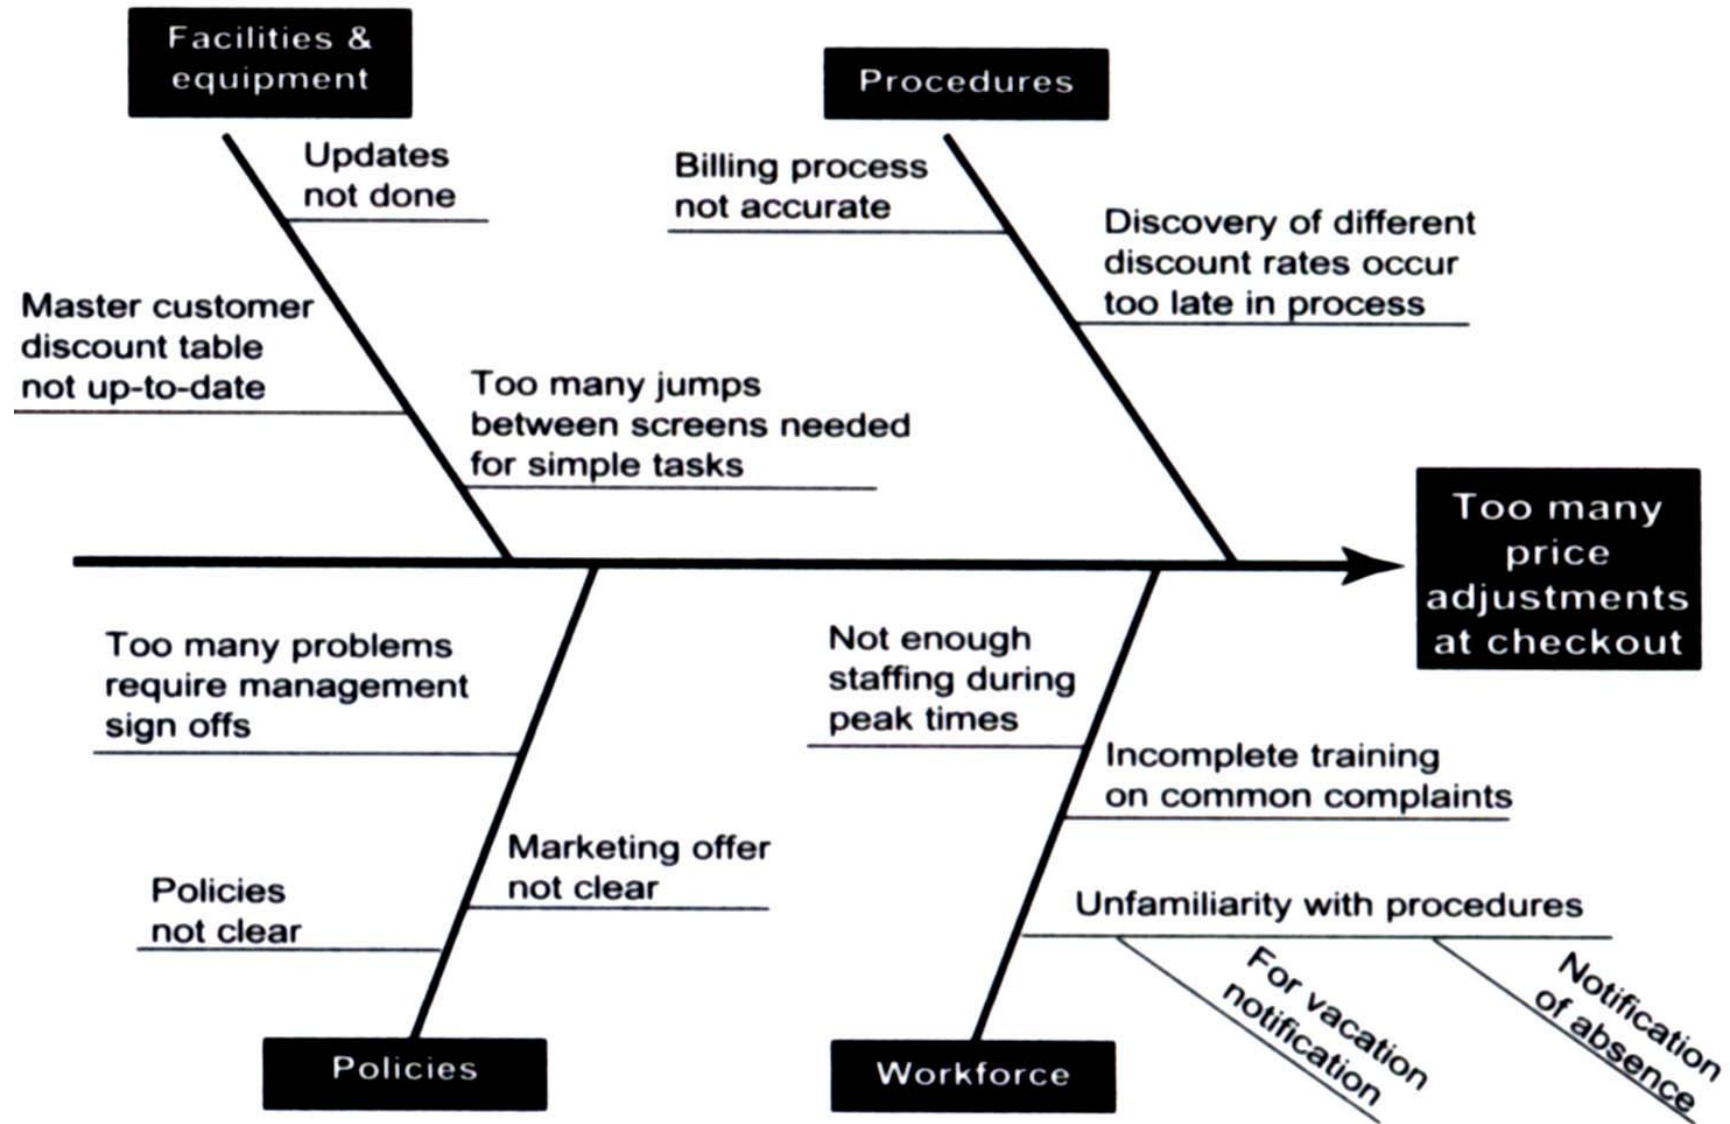 Facilities &
equipment
Procedures
Updates
not done
Billing process
not accurate
Discovery of different
discount rates occur
too late in process
Master customer
discount table
not up-to-date
Too many jumps
between screens needed
for simple tasks
Too many
price
adjustments
at checkout
Too many problems
require management
sign offs
Not enough
staffing during
peak times
Incomplete training
on common complaints
Marketing offer
not clear
Policies
not clear
Unfamiliarity with procedures
For vacation
notification
Notification
of absence
Policies
Workforce